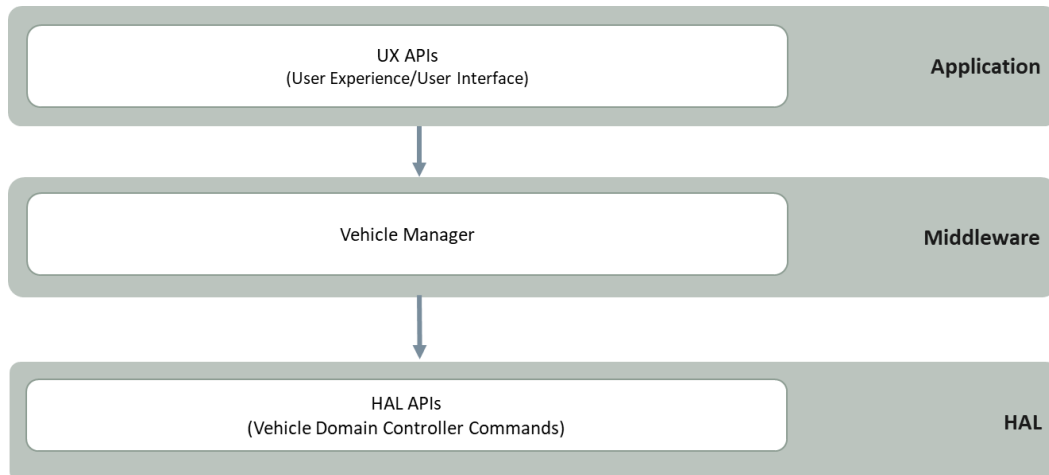 UX APIs
(User Experience/User Interface)
Application
Vehicle Manager
Middleware
HAL APIs
(Vehicle Domain Controller Commands)
HAL